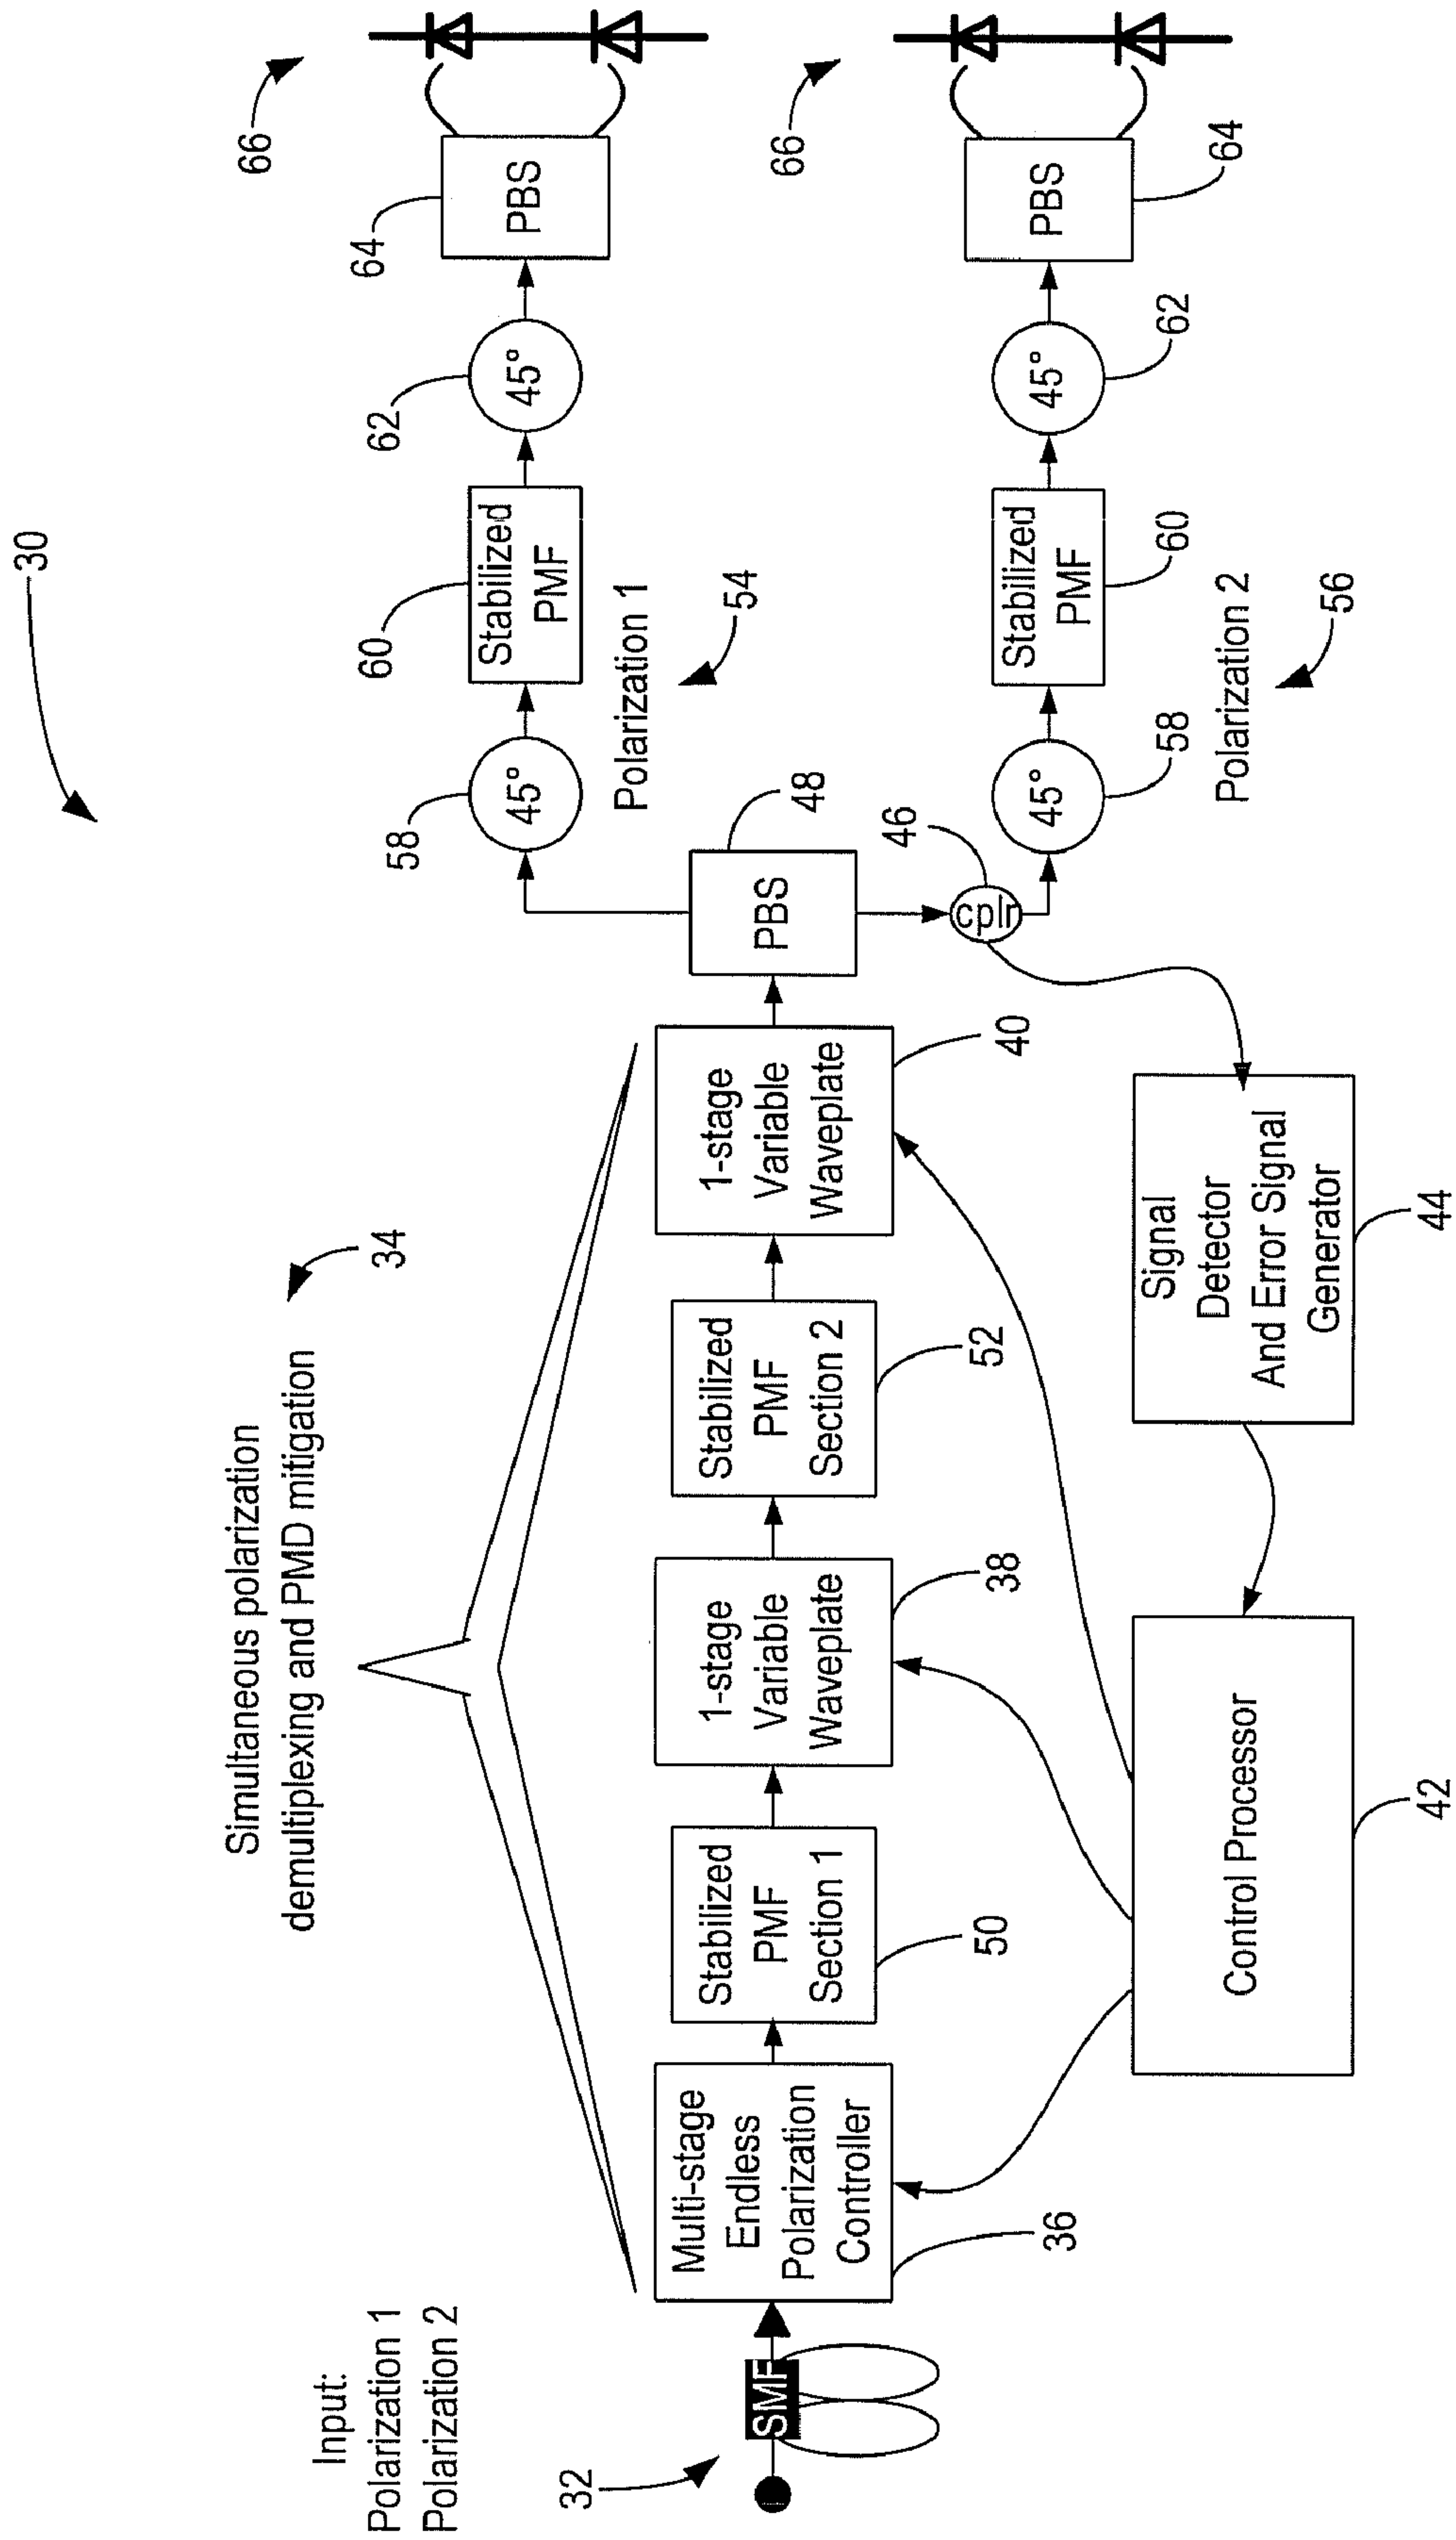 30
Input:
Polarization 1
Polarization 2
32
SMF
Simultaneous polarization
demultiplexing and PMD mitigation
34
Multi-stage
Endless
Polarization
Controller
36
Stabilized
PMF
Section 1
50
1-stage
Variable
Waveplate
38
Stabilized
PMF
Section 2
52
1-stage
Variable
Waveplate
40
PBS
48
cplr
46
Control Processor
42
Signal
Detector
And Error Signal
Generator
44
58
45°
60
Stabilized
PMF
Polarization 1
54
62
45°
64
PBS
66
45°
58
Stabilized
PMF
60
Polarization 2
56
45°
62
PBS
64
66